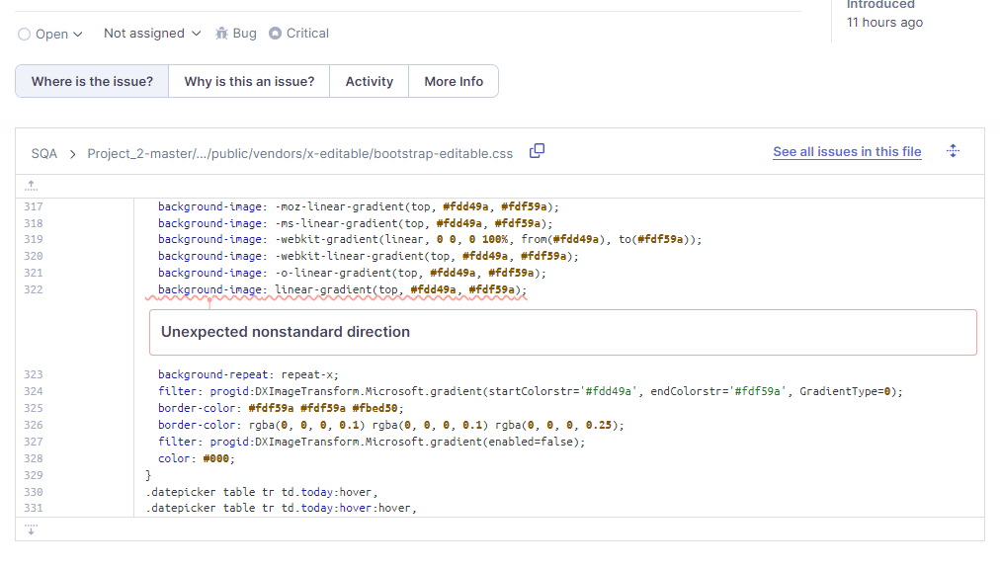 Introduced
11 hours ago
Open Not assigned Bug Critical
Where is the issue? Why is this an issue? Activity More Info
SQA > Project_2-master/.../public/vendors/x-editable/bootstrap-editable.css See all issues in this file
317 background-image: -moz-linear-gradient(top, #fdd49a, #fdf59a);
318 background-image: -ms-linear-gradient(top, #fdd49a, #fdf59a);
319 background-image: -webkit-gradient(linear, 0 0, 0 100%, from(#fdd49a), to(#fdf59a));
320 background-image: -webkit-linear-gradient(top, #fdd49a, #fdf59a);
321 background-image: -o-linear-gradient(top, #fdd49a, #fdf59a);
322 background-image: linear-gradient(top, #fdd49a, #fdf59a);
Unexpected nonstandard direction
323 background-repeat: repeat-x;
324 filter: progid:DXImageTransform.Microsoft.gradient(startColorstr='#fdd49a', endColorstr='#fdf59a', GradientType=0);
325 border-color: #fdf59a #fdf59a #fbed50;
326 border-color: rgba(0, 0, 0, 0.1) rgba(0, 0, 0, 0.1) rgba(0, 0, 0, 0.25);
327 filter: progid:DXImageTransform.Microsoft.gradient(enabled=false);
328 color: #000;
329 }
330 .datepicker table tr td.today:hover,
331 .datepicker table tr td.today:hover:hover,